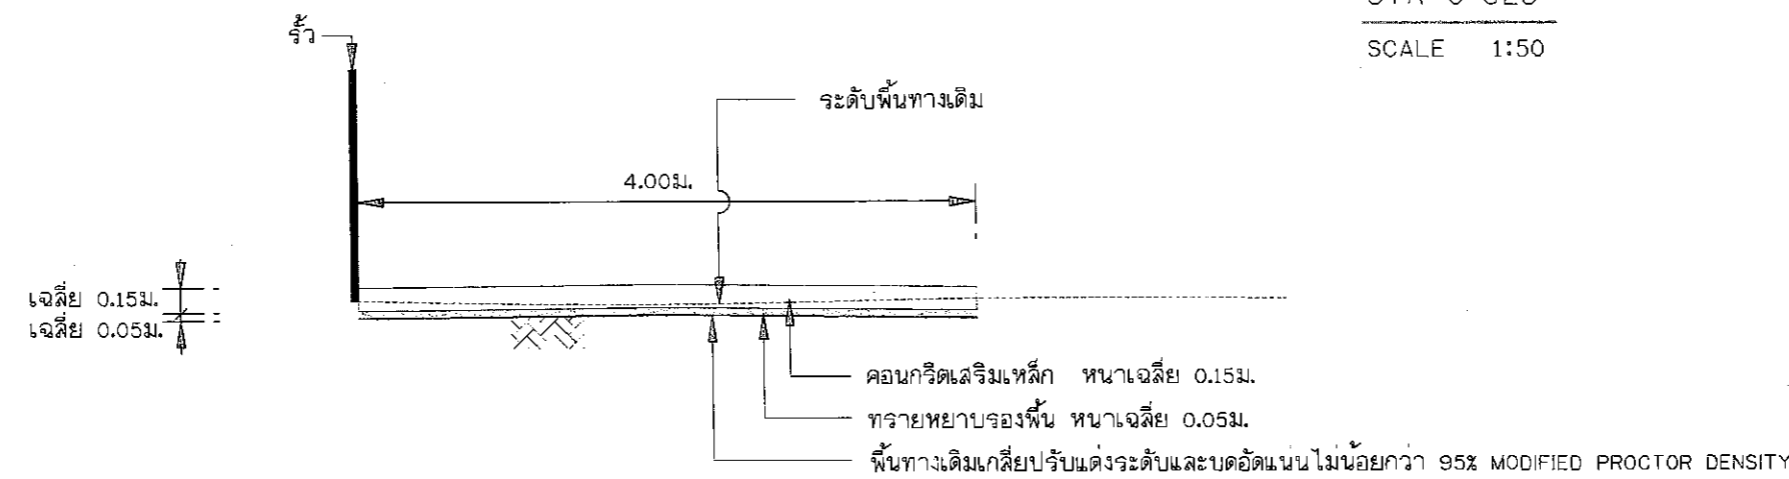 SCALE 1:50
รั้ว
ระดับพื้นทางเดิม
4.00ม.
เฉลี่ย 0.15ม.
เฉลี่ย 0.05ม.
คอนกรีตเสริมเหล็ก หนาเฉลี่ย 0.15ม.
ทรายหยาบรองพื้น หนาเฉลี่ย 0.05ม.
พื้นทางเดิมเกลี่ยปรับแต่งระดับและบดอัดแน่นไม่น้อยกว่า 95% MODIFIED PROCTOR DENSITY